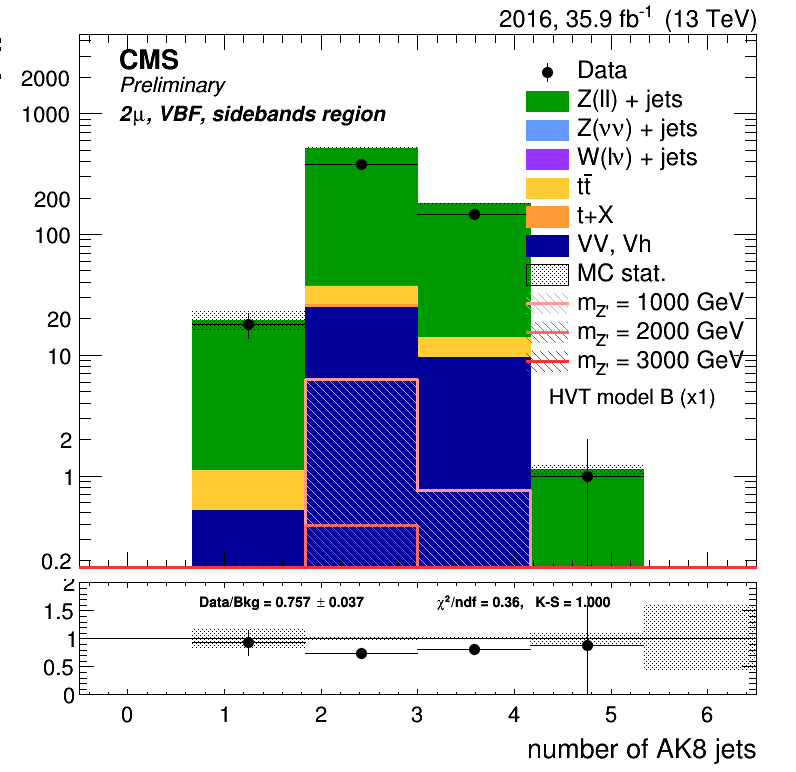 2016, 35.9 fb⁻¹ (13 TeV)
CMS
Preliminary
2μ, VBF, sidebands region
Data
Z(ll) + jets
Z(νν) + jets
W(lν) + jets
tt̄
t+X
VV, Vh
MC stat.
m_Z' = 1000 GeV
m_Z' = 2000 GeV
m_Z' = 3000 GeV
HVT model B (x1)
2000
1000
200
100
20
10
2
1
0.2
Data/Bkg = 0.757 ± 0.037
χ²/ndf = 0.36, K-S = 1.000
2
1.5
1
0.5
0
0 1 2 3 4 5 6
number of AK8 jets